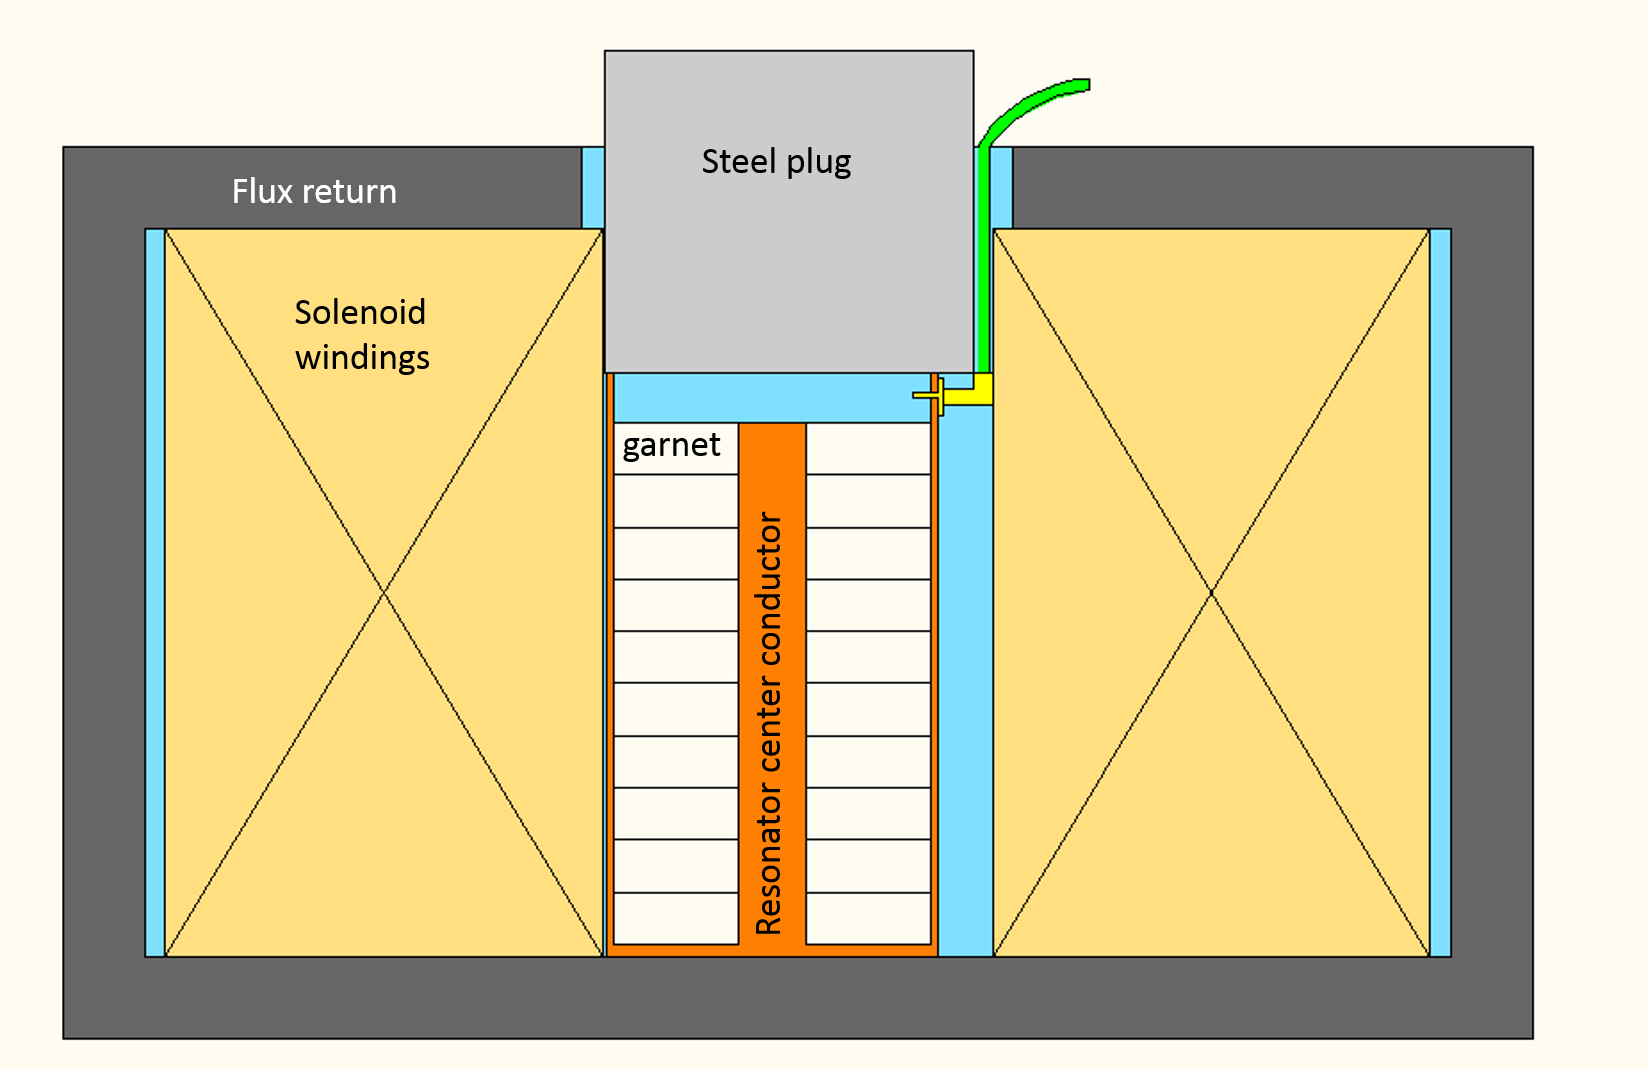 Steel plug
Flux return
Solenoid
windings
garnet
Resonator center conductor